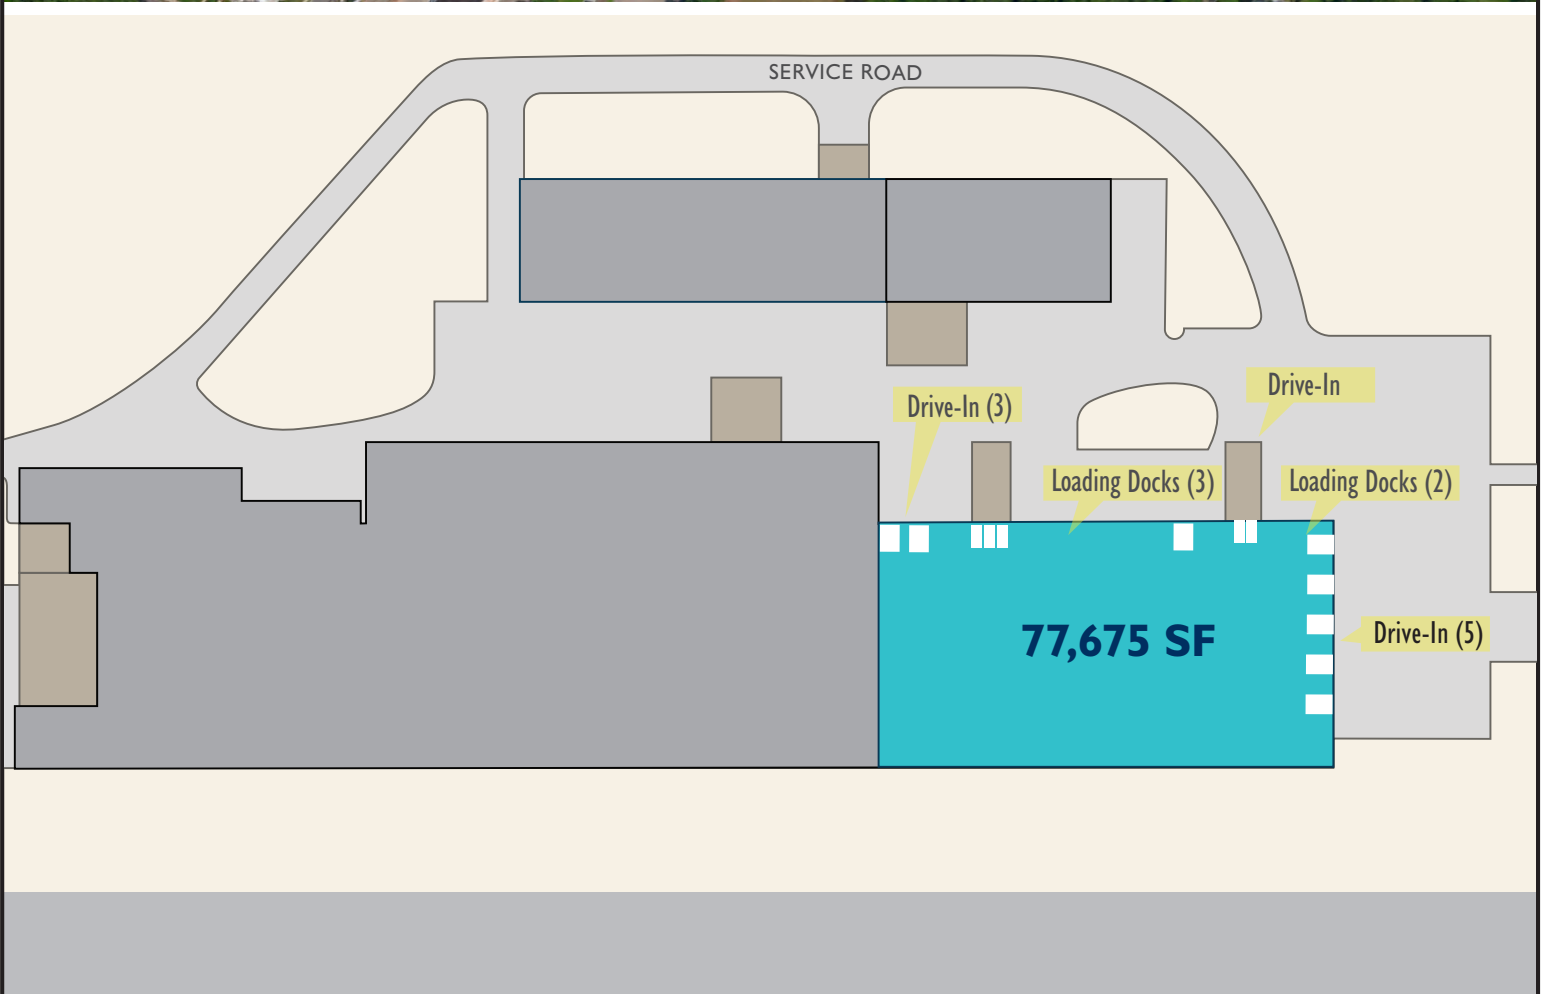 SERVICE ROAD
Drive-In
Drive-In (3)
Loading Docks (3)
Loading Docks (2)
77,675 SF
Drive-In (5)